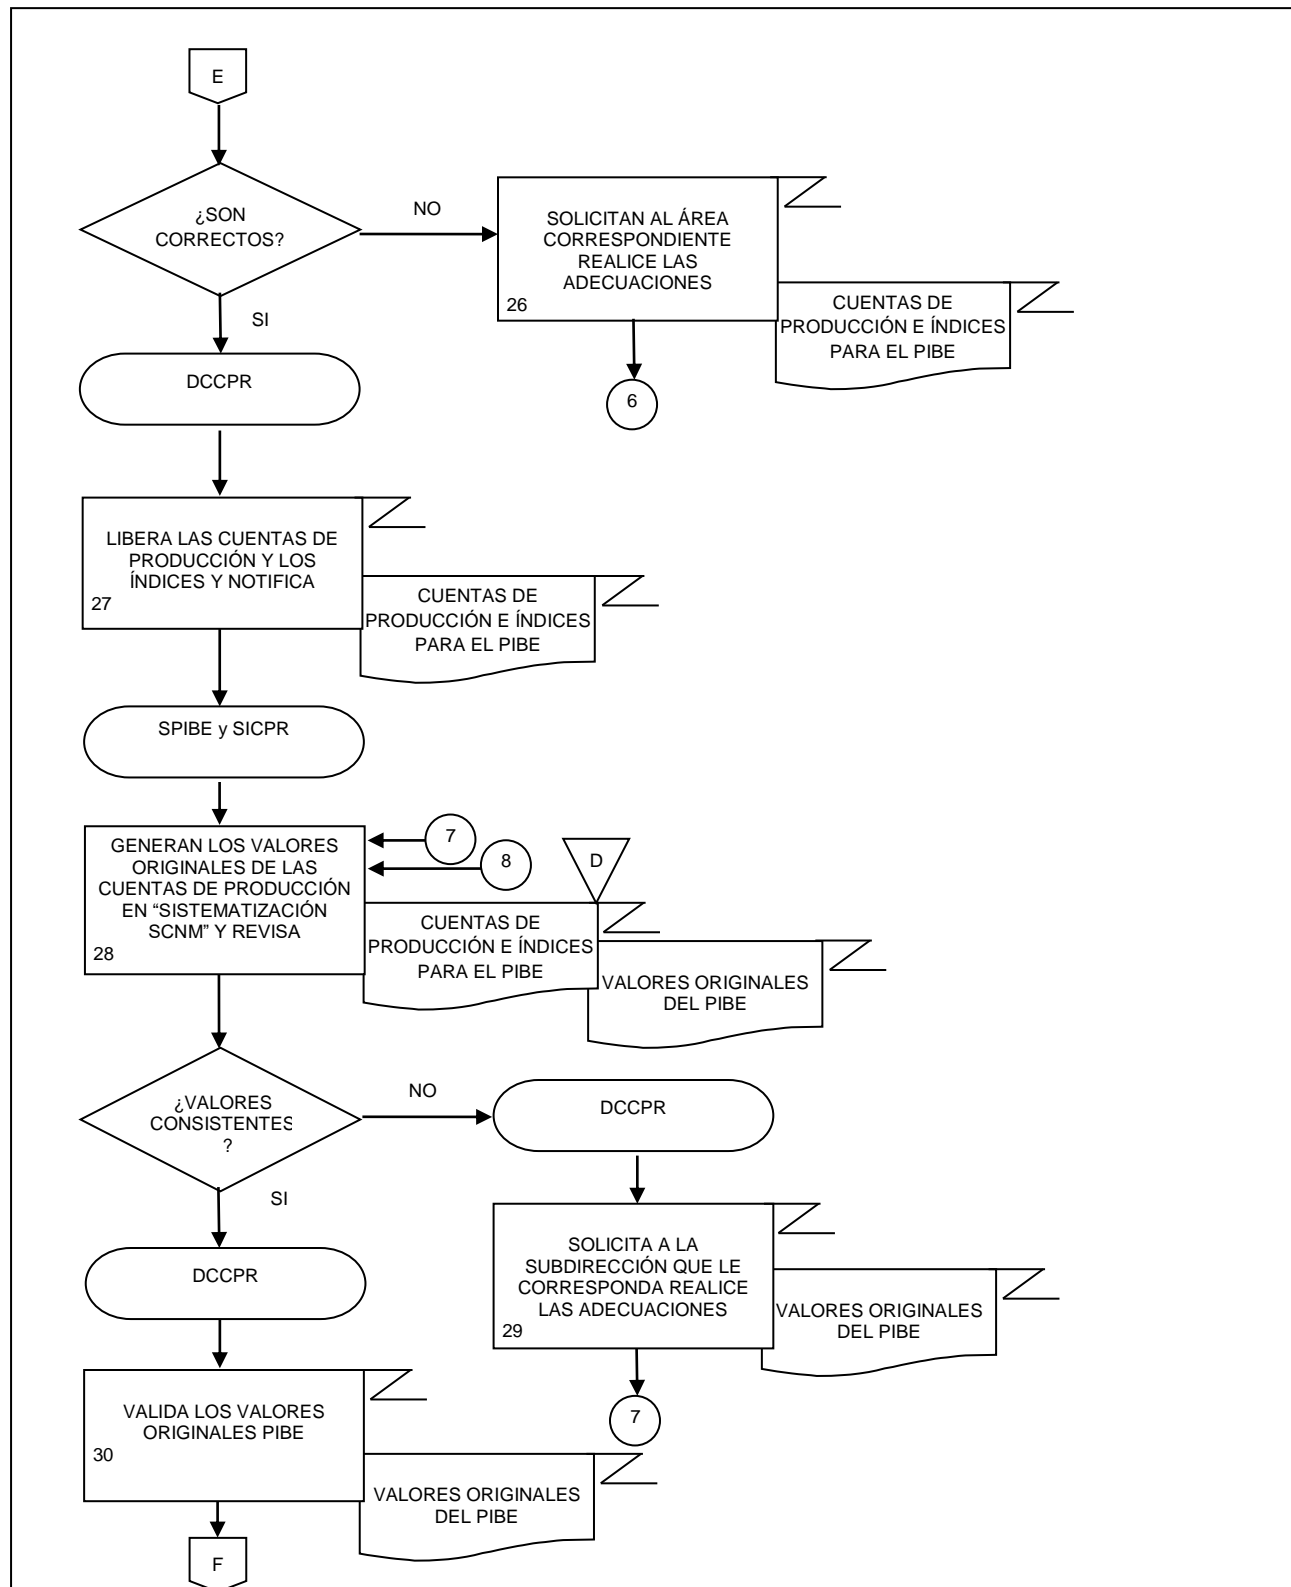 E
¿SON
CORRECTOS?
NO
SOLICITAN AL ÁREA
CORRESPONDIENTE
REALICE LAS
ADECUACIONES
26
CUENTAS DE
PRODUCCIÓN E ÍNDICES
PARA EL PIBE
SI
6
DCCPR
LIBERA LAS CUENTAS DE
PRODUCCIÓN Y LOS
ÍNDICES Y NOTIFICA
27
CUENTAS DE
PRODUCCIÓN E ÍNDICES
PARA EL PIBE
SPIBE y SICPR
GENERAN LOS VALORES
ORIGINALES DE LAS
CUENTAS DE PRODUCCIÓN
EN “SISTEMATIZACIÓN
SCNM” Y REVISA
28
7
8
D
CUENTAS DE
PRODUCCIÓN E ÍNDICES
PARA EL PIBE
VALORES ORIGINALES
DEL PIBE
¿VALORES
CONSISTENTES
?
NO
DCCPR
SI
SOLICITA A LA
SUBDIRECCIÓN QUE LE
CORRESPONDA REALICE
LAS ADECUACIONES
29
VALORES ORIGINALES
DEL PIBE
7
DCCPR
VALIDA LOS VALORES
ORIGINALES PIBE
30
VALORES ORIGINALES
DEL PIBE
F